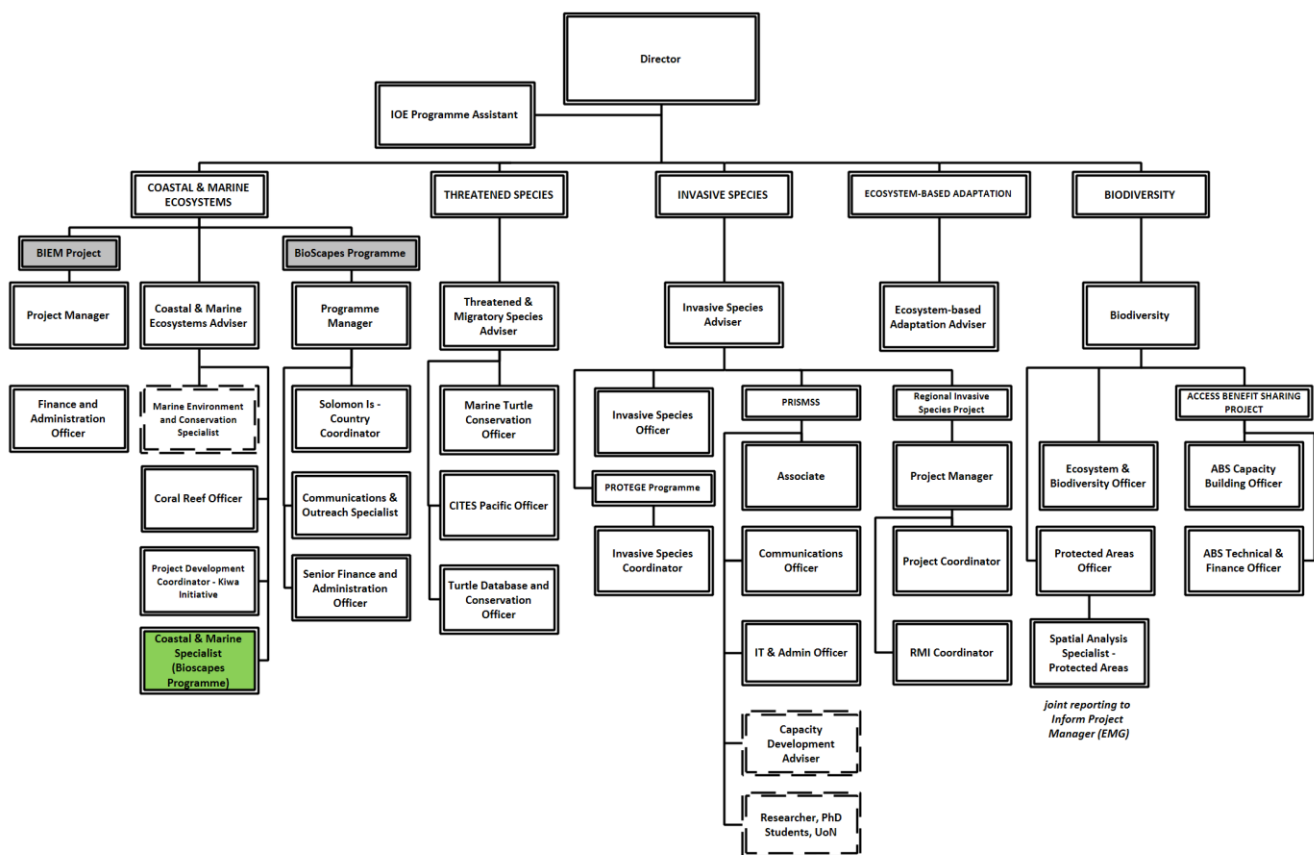 Director
IOE Programme Assistant
COASTAL & MARINE
ECOSYSTEMS
THREATENED SPECIES
INVASIVE SPECIES
ECOSYSTEM-BASED ADAPTATION
BIODIVERSITY
BIEM Project
BioScapes Programme
Project Manager
Coastal & Marine
Ecosystems Adviser
Programme
Manager
Threatened &
Migratory Species
Adviser
Invasive Species
Adviser
Ecosystem-based
Adaptation Adviser
Biodiversity
Finance and
Administration
Officer
Marine Environment
and Conservation
Specialist
Solomon Is -
Country
Coordinator
Marine Turtle
Conservation
Officer
Invasive Species
Officer
PRISMSS
Regional Invasive
Species Project
ACCESS BENEFIT SHARING
PROJECT
Associate
Project Manager
Ecosystem &
Biodiversity Officer
ABS Capacity
Building Officer
Coral Reef Officer
Communications &
Outreach Specialist
CITES Pacific Officer
PROTEGE Programme
Invasive Species
Coordinator
Communications
Officer
Project Coordinator
Protected Areas
Officer
ABS Technical &
Finance Officer
Project Development
Coordinator - Kiwa
Initiative
Senior Finance and
Administration
Officer
Turtle Database and
Conservation Officer
Coastal & Marine
Specialist
(Bioscapes
Programme)
IT & Admin Officer
RMI Coordinator
Spatial Analysis
Specialist -
Protected Areas
joint reporting to
Inform Project
Manager (EMG)
Capacity
Development
Adviser
Researcher, PhD
Students, UoN